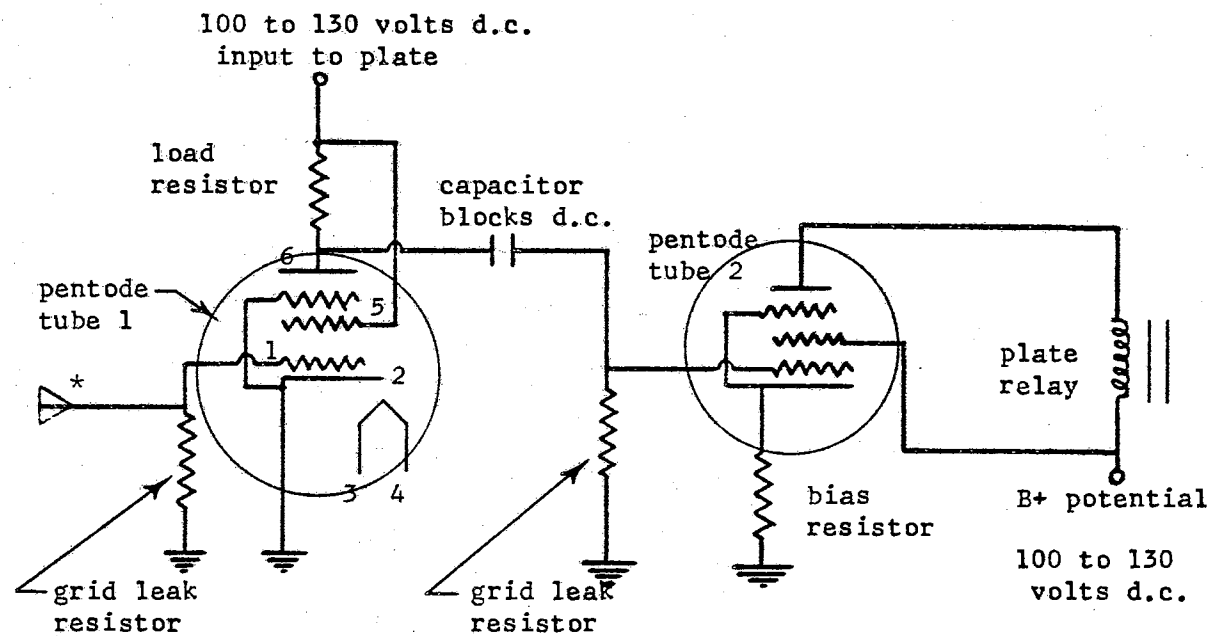 100 to 130 volts d.c.
input to plate
load
resistor
capacitor
blocks d.c.
pentode
tube 2
6
pentode
tube 1
5
1
2
*
plate
relay
3
4
bias
resistor
B+ potential
100 to 130
volts d.c.
grid leak
resistor
grid leak
resistor